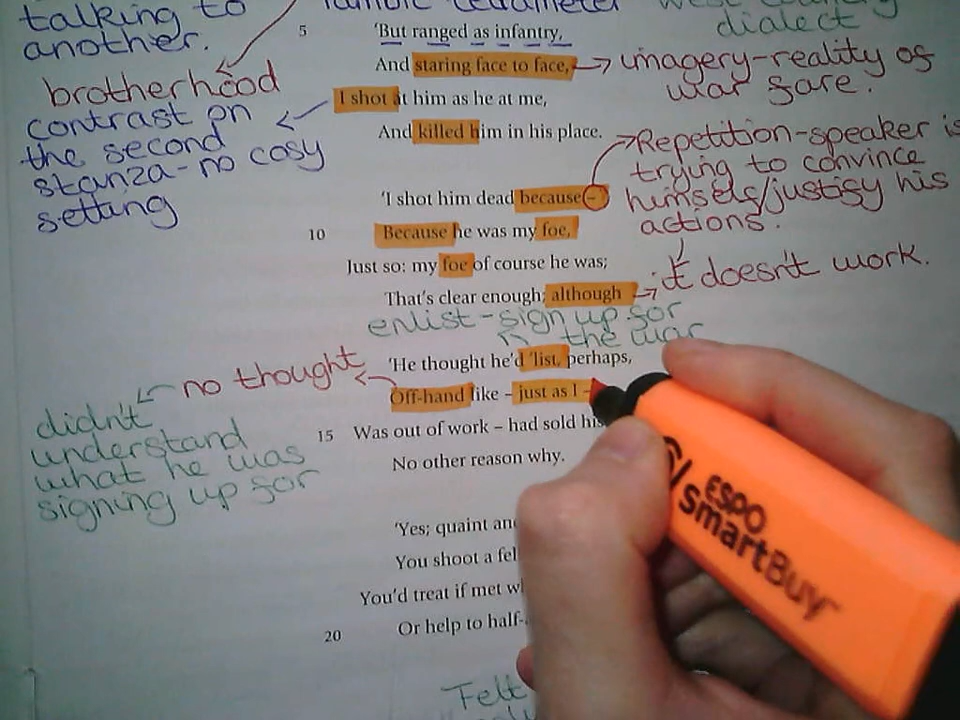 talking to
another.
Iambic tetrameter
West country
dialect
brotherhood
contrast on
the second
stanza - no cosy
setting
5 'But ranged as infantry,
And staring face to face,
I shot at him as he at me,
And killed him in his place.
imagery - reality of
war fare.
'I shot him dead because –
10 Because he was my foe,
Just so: my foe of course he was;
That's clear enough; although
Repetition - speaker is
trying to convince
himself/justify his
actions.
it doesn't work.
enlist - sign up for
the war
'He thought he'd 'list, perhaps,
Off-hand like – just as I –
15 Was out of work – had sold his
No other reason why.
no thought
didn't
understand
what he was
signing up for
'Yes; quaint
You shoot a
You'd treat if met
20 Or help to half-
Felt
ESPO
smartBuy™